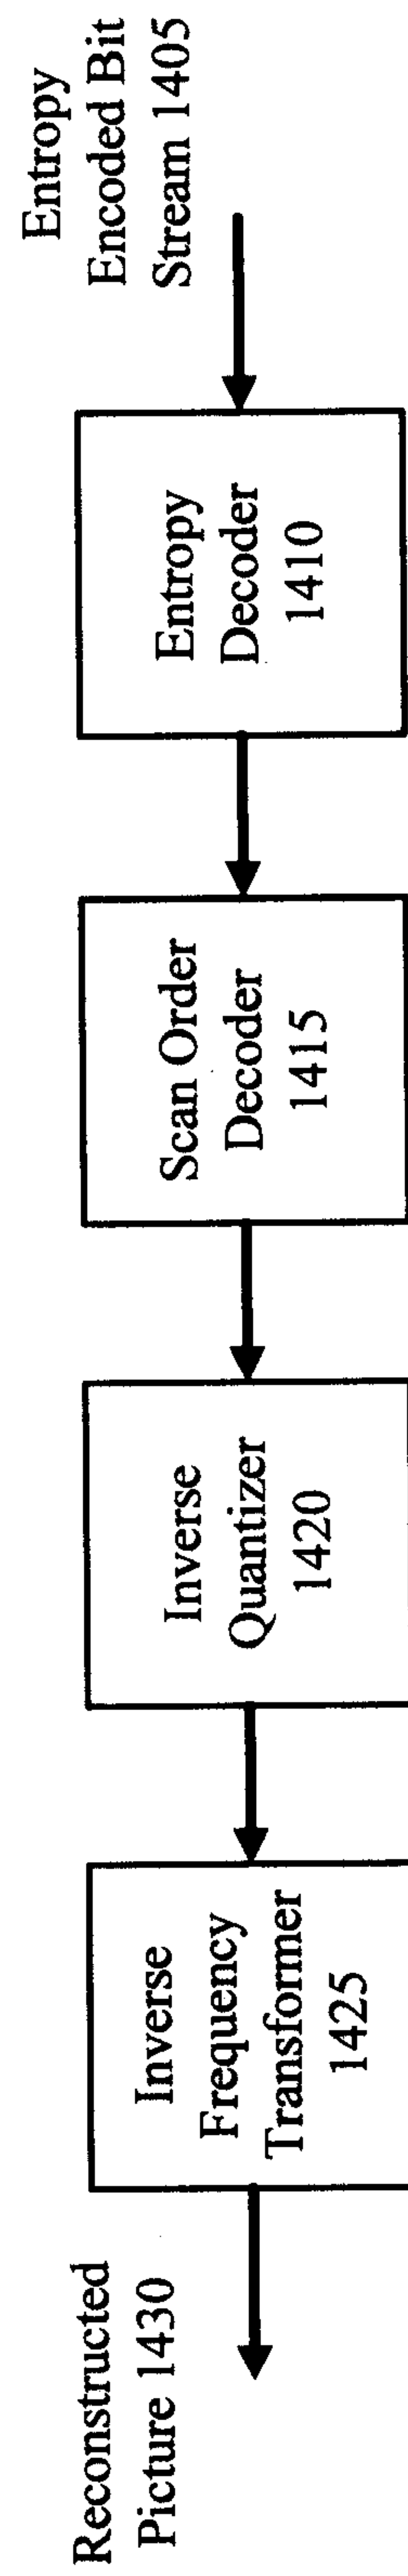 Reconstructed
Picture 1430
Inverse
Frequency
Transformer
1425
Inverse
Quantizer
1420
Scan Order
Decoder
1415
Entropy
Decoder
1410
Entropy
Encoded Bit
Stream 1405